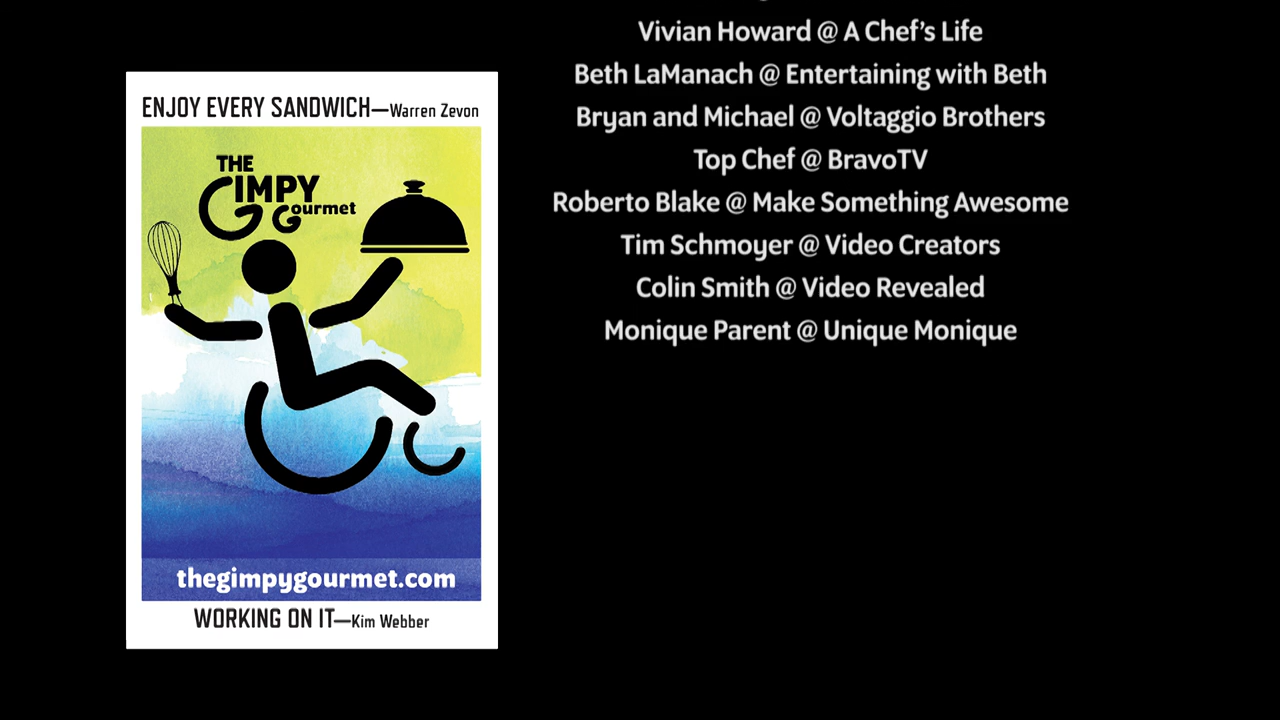 ENJOY EVERY SANDWICH—Warren Zevon
THE
GIMPY
Gourmet
thegimpygourmet.com
WORKING ON IT—Kim Webber
Vivian Howard @ A Chef's Life
Beth LaManach @ Entertaining with Beth
Bryan and Michael @ Voltaggio Brothers
Top Chef @ BravoTV
Roberto Blake @ Make Something Awesome
Tim Schmoyer @ Video Creators
Colin Smith @ Video Revealed
Monique Parent @ Unique Monique